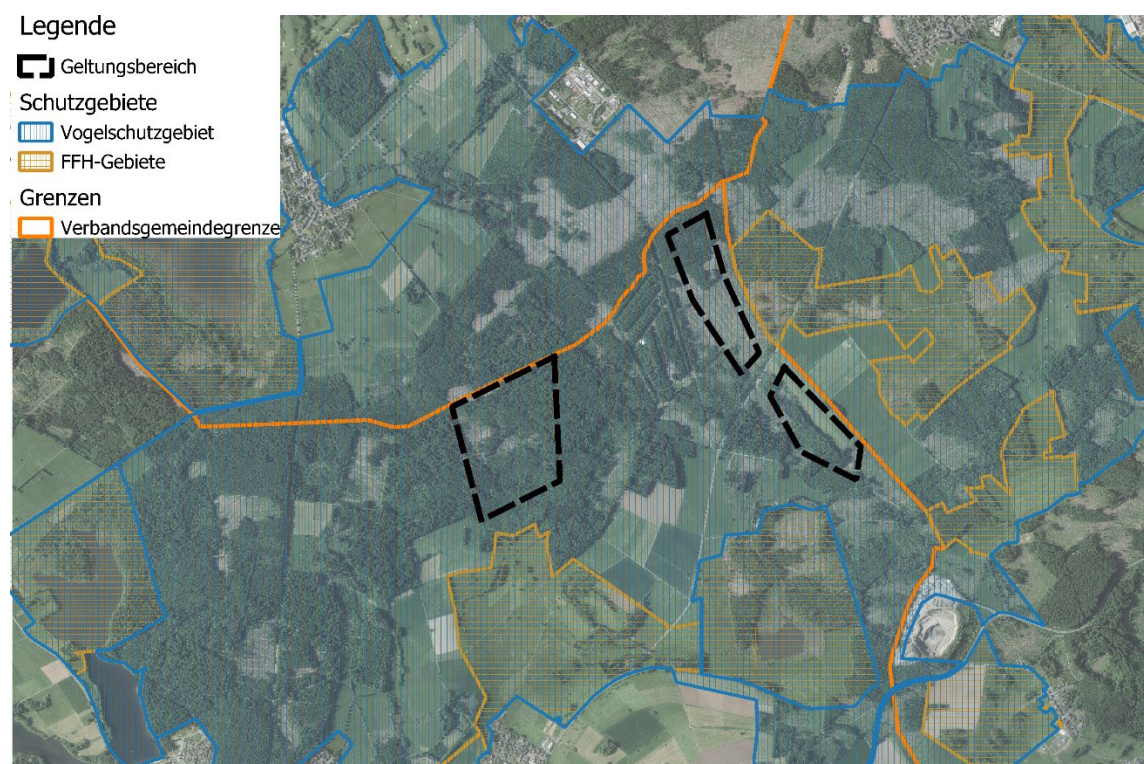 Legende
Geltungsbereich
Schutzgebiete
Vogelschutzgebiet
FFH-Gebiete
Grenzen
Verbandsgemeindegrenze